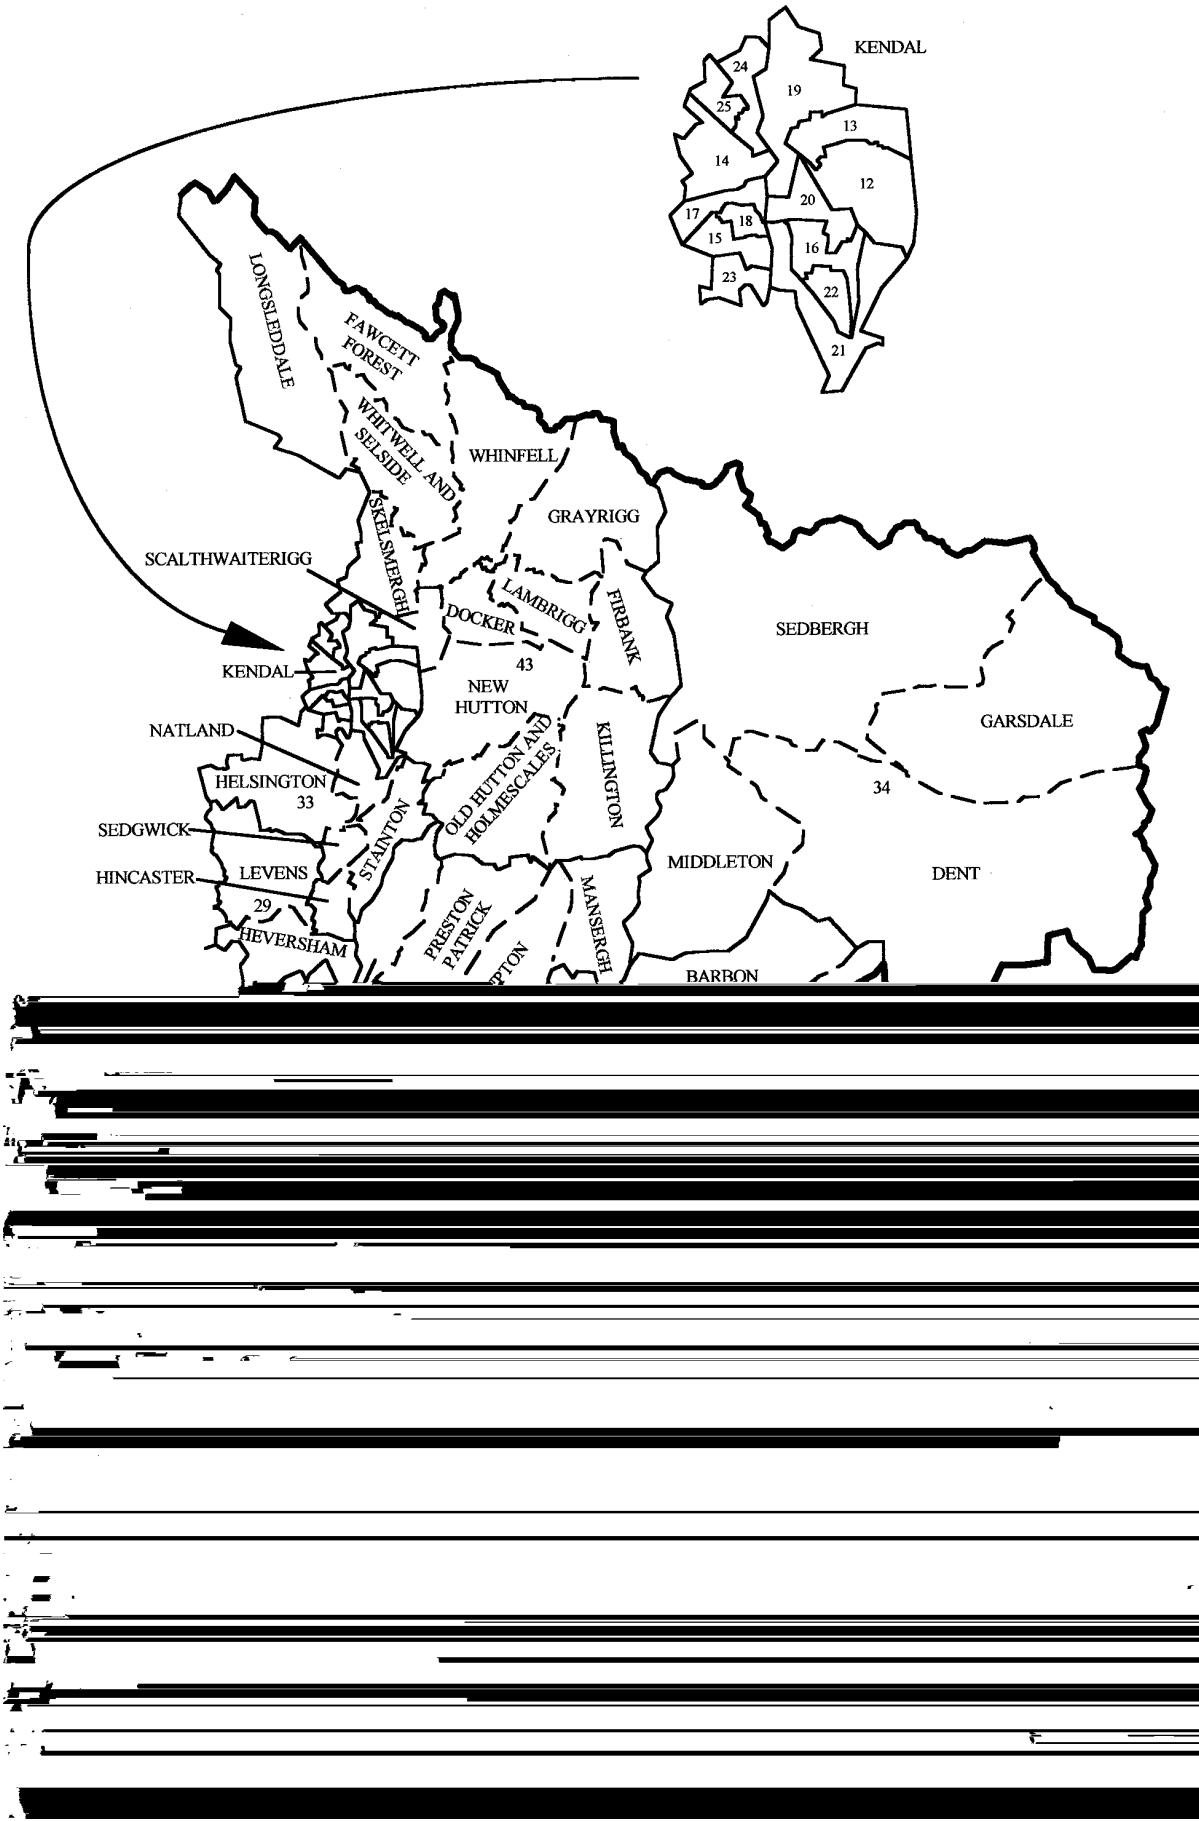 KENDAL
24
19
25
13
14
12
20
17
18
15
16
23
22
21
LONGSLEDDALE
FAWCETT
FOREST
WHITWELL AND
SELSIDE
WHINFELL
GRAYRIGG
SKELSMERGH
SCALTHWAITERIGG
LAMBRIGG
DOCKER
FIRBANK
SEDBERGH
43
KENDAL
NEW
HUTTON
GARSDALE
NATLAND
OLD HUTTON AND
HOLMESCALES
KILLINGTON
HELSINGTON
33
34
STAINTON
SEDGWICK
MIDDLETON
LEVENS
DENT
HINCASTER
29
PRESTON
PATRICK
MANSERGH
HEVERSHAM
BARBON